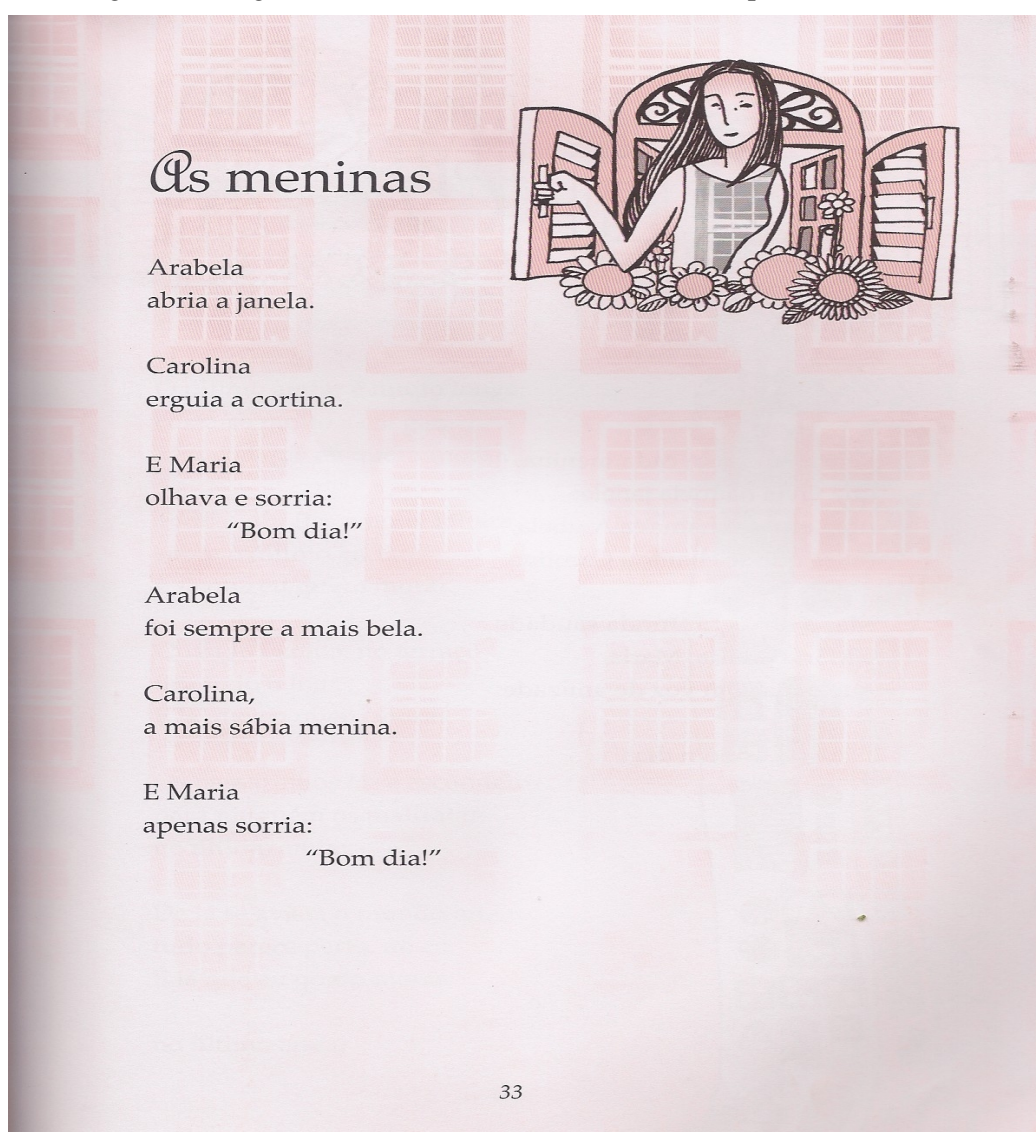 As meninas
Arabela
abria a janela.
Carolina
erguia a cortina.
E Maria
olhava e sorria:
“Bom dia!”
Arabela
foi sempre a mais bela.
Carolina,
a mais sábia menina.
E Maria
apenas sorria:
“Bom dia!”
33